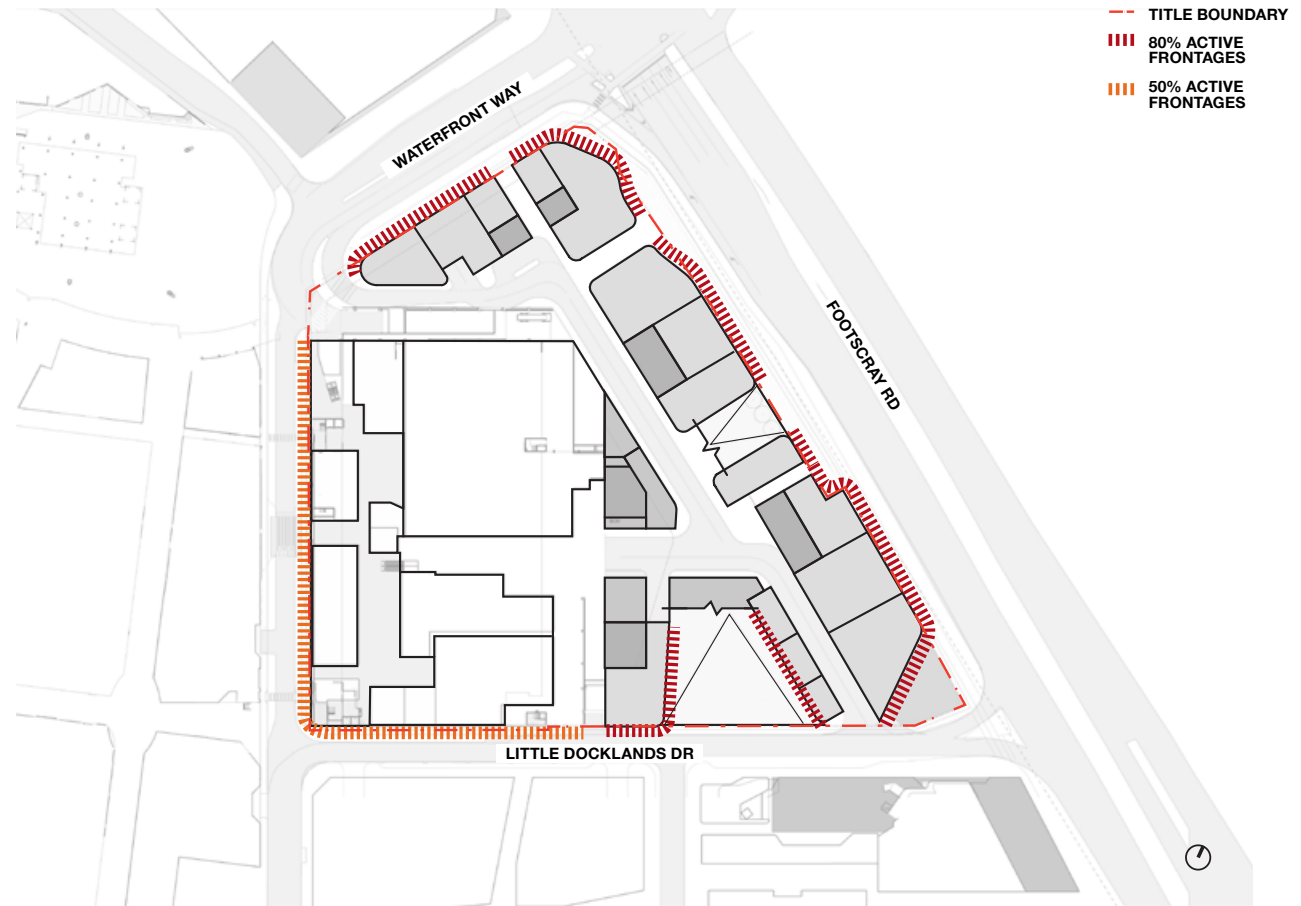 TITLE BOUNDARY
80% ACTIVE
FRONTAGES
50% ACTIVE
FRONTAGES
WATERFRONT WAY
FOOTSCRAY RD
LITTLE DOCKLANDS DR